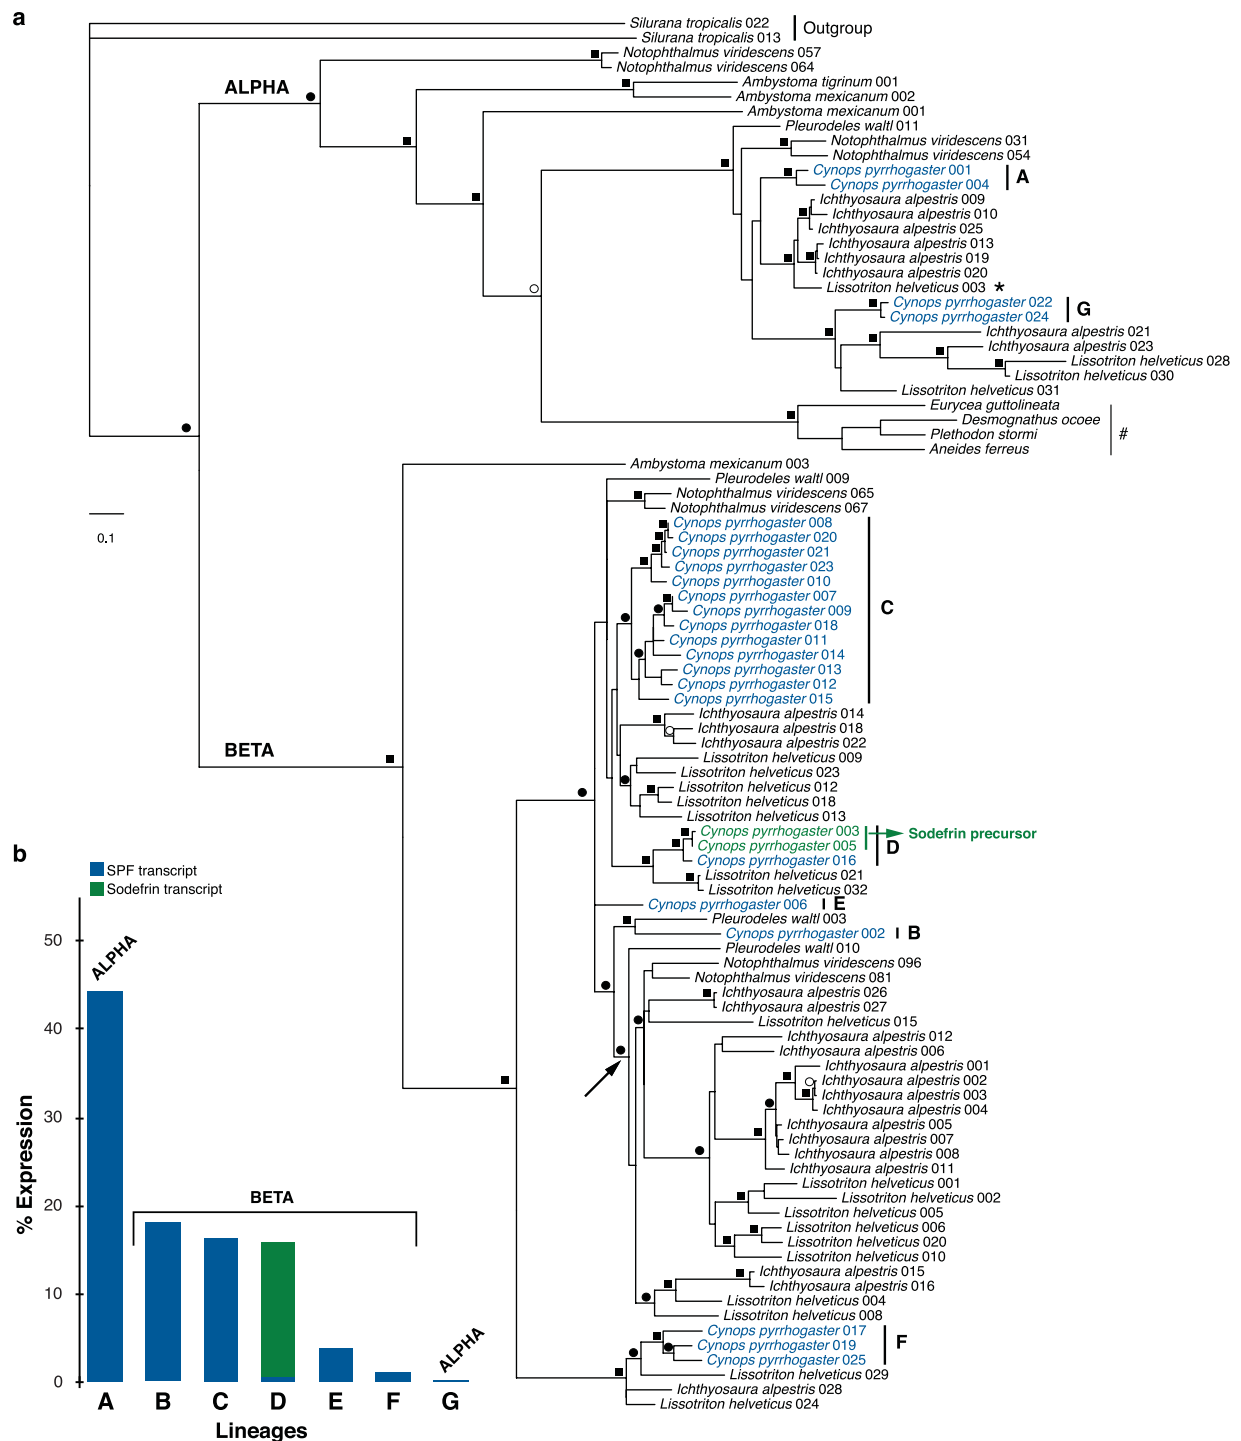 a
Silurana tropicalis 022
Silurana tropicalis 013
Outgroup
Notophthalmus viridescens 057
Notophthalmus viridescens 064
ALPHA
Ambystoma tigrinum 001
Ambystoma mexicanum 002
Ambystoma mexicanum 001
Pleurodeles waltl 011
Notophthalmus viridescens 031
Notophthalmus viridescens 054
Cynops pyrrhogaster 001
A
Cynops pyrrhogaster 004
Ichthyosaura alpestris 009
Ichthyosaura alpestris 010
Ichthyosaura alpestris 025
Ichthyosaura alpestris 013
Ichthyosaura alpestris 019
Ichthyosaura alpestris 020
Lissotriton helveticus 003 *
Cynops pyrrhogaster 022
G
Cynops pyrrhogaster 024
Ichthyosaura alpestris 021
Ichthyosaura alpestris 023
Lissotriton helveticus 028
Lissotriton helveticus 030
Lissotriton helveticus 031
Eurycea guttolineata
Desmognathus ocoee
Plethodon stormi
#
Aneides ferreus
Ambystoma mexicanum 003
Pleurodeles waltl 009
Notophthalmus viridescens 065
Notophthalmus viridescens 067
0.1
Cynops pyrrhogaster 008
Cynops pyrrhogaster 020
Cynops pyrrhogaster 021
Cynops pyrrhogaster 023
Cynops pyrrhogaster 010
Cynops pyrrhogaster 007
Cynops pyrrhogaster 009
C
Cynops pyrrhogaster 018
Cynops pyrrhogaster 011
Cynops pyrrhogaster 014
Cynops pyrrhogaster 013
Cynops pyrrhogaster 012
Cynops pyrrhogaster 015
Ichthyosaura alpestris 014
Ichthyosaura alpestris 018
Ichthyosaura alpestris 022
BETA
Lissotriton helveticus 009
Lissotriton helveticus 023
Lissotriton helveticus 012
Lissotriton helveticus 018
Lissotriton helveticus 013
Cynops pyrrhogaster 003
Sodefrin precursor
Cynops pyrrhogaster 005
D
Cynops pyrrhogaster 016
Lissotriton helveticus 021
Lissotriton helveticus 032
Cynops pyrrhogaster 006
E
Pleurodeles waltl 003
Cynops pyrrhogaster 002
B
Pleurodeles waltl 010
Notophthalmus viridescens 096
Notophthalmus viridescens 081
Ichthyosaura alpestris 026
Ichthyosaura alpestris 027
Lissotriton helveticus 015
Ichthyosaura alpestris 012
Ichthyosaura alpestris 006
Ichthyosaura alpestris 001
Ichthyosaura alpestris 002
Ichthyosaura alpestris 003
Ichthyosaura alpestris 004
Ichthyosaura alpestris 005
Ichthyosaura alpestris 007
Ichthyosaura alpestris 008
Ichthyosaura alpestris 011
Lissotriton helveticus 001
Lissotriton helveticus 002
Lissotriton helveticus 005
Lissotriton helveticus 006
Lissotriton helveticus 020
Lissotriton helveticus 010
Ichthyosaura alpestris 015
Ichthyosaura alpestris 016
Lissotriton helveticus 004
Lissotriton helveticus 008
Cynops pyrrhogaster 017
Cynops pyrrhogaster 019
F
Cynops pyrrhogaster 025
Lissotriton helveticus 029
Ichthyosaura alpestris 028
Lissotriton helveticus 024
b
SPF transcript
Sodefrin transcript
% Expression
50
40
30
20
10
0
ALPHA
BETA
ALPHA
A B C D E F G
Lineages